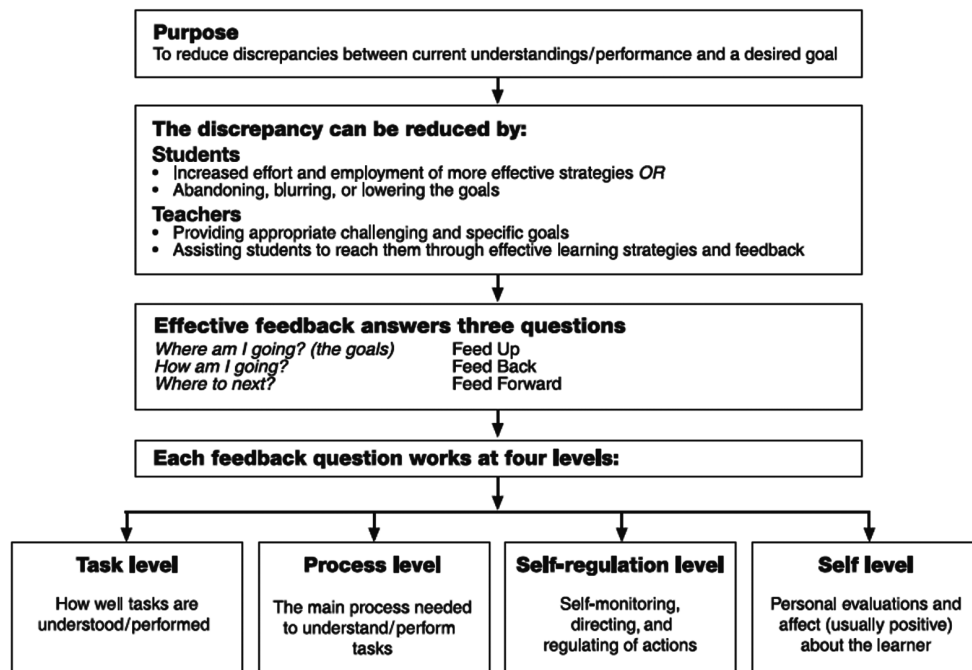 Purpose
To reduce discrepancies between current understandings/performance and a desired goal
The discrepancy can be reduced by:
Students
• Increased effort and employment of more effective strategies OR
• Abandoning, blurring, or lowering the goals
Teachers
• Providing appropriate challenging and specific goals
• Assisting students to reach them through effective learning strategies and feedback
Effective feedback answers three questions
Where am I going? (the goals) Feed Up
How am I going? Feed Back
Where to next? Feed Forward
Each feedback question works at four levels:
Task level
How well tasks are
understood/performed
Process level
The main process needed
to understand/perform
tasks
Self-regulation level
Self-monitoring,
directing, and
regulating of actions
Self level
Personal evaluations and
affect (usually positive)
about the learner